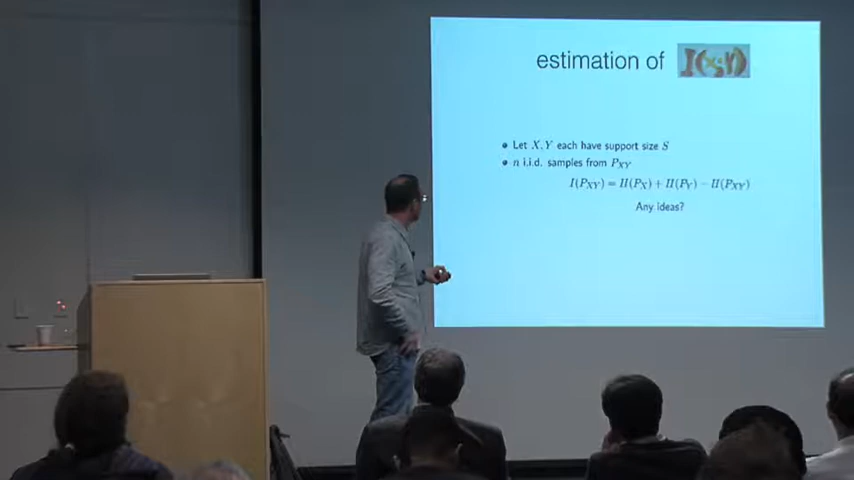 estimation of I(X;Y)
• Let X, Y each have support size S
• n i.i.d. samples from P_XY
I(P_XY) = H(P_X) + H(P_Y) − H(P_XY)
Any ideas?